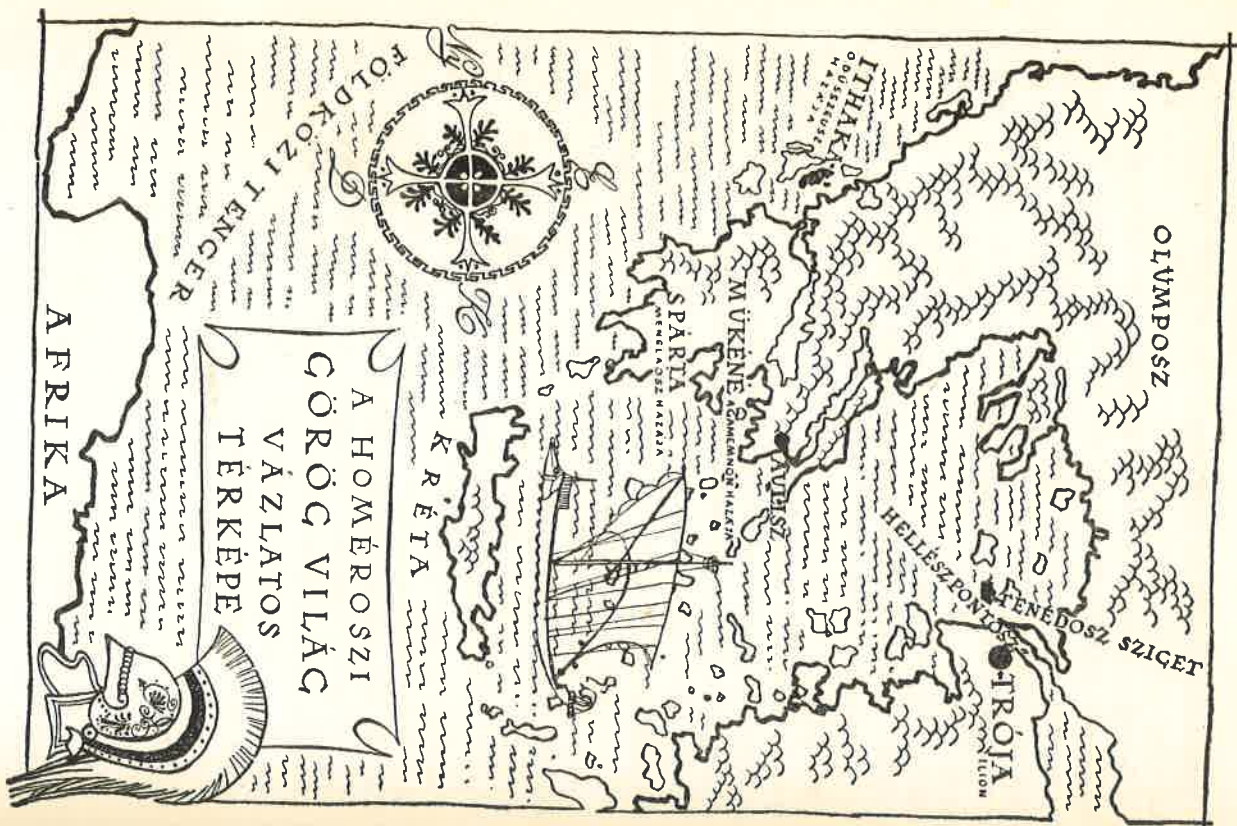 OLÜMPOSZ
TENEDOSZ SZIGET
HELLÉSZPONTOSZ
TRÓJA
ILION
ITHAKA
ODÜSSZEUSZ
HAZÁJA
AULISZ
MÜKÉNÉ AGAMEMNON HAZÁJA
SPÁRTA
MENELAOSZ HAZÁJA
KRÉTA
É
Ny
K
D
FÖLDKÖZI TENGER
A HOMÉROSZI
GÖRÖG VILÁG
VÁZLATOS
TÉRKÉPE
AFRIKA